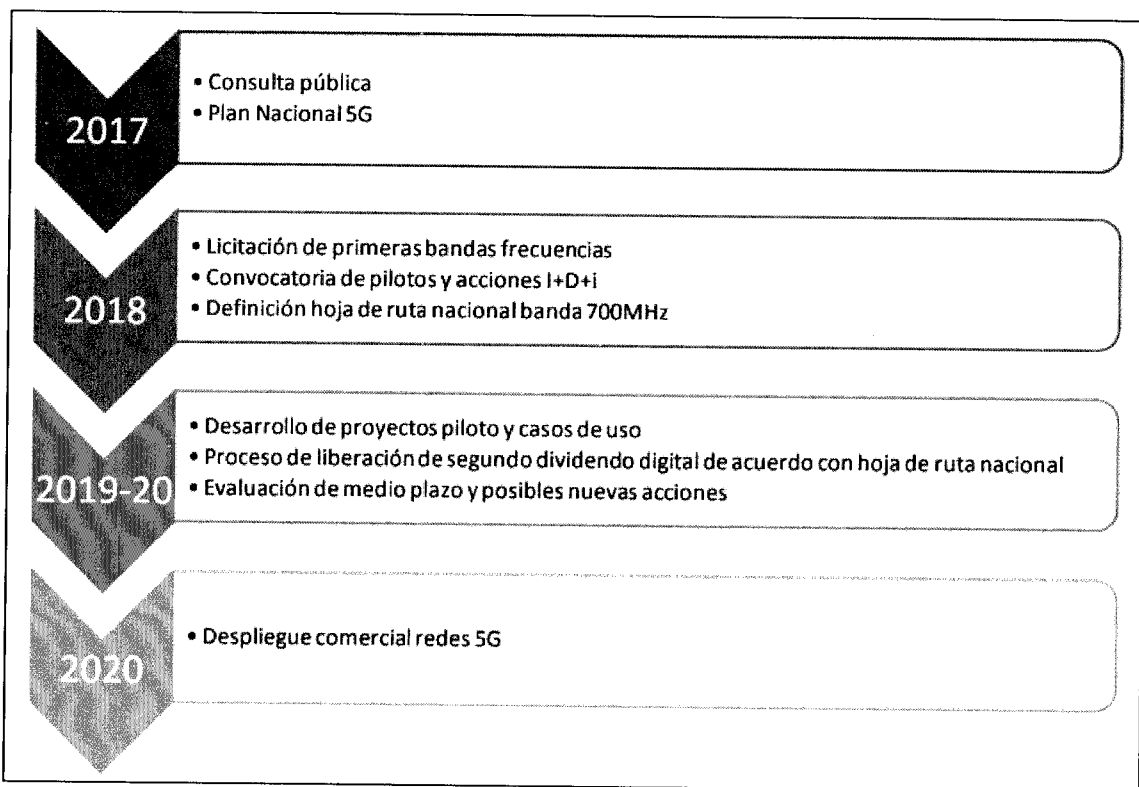 2017
• Consulta pública
• Plan Nacional 5G
2018
• Licitación de primeras bandas frecuencias
• Convocatoria de pilotos y acciones I+D+i
• Definición hoja de ruta nacional banda 700MHz
2019-20
• Desarrollo de proyectos piloto y casos de uso
• Proceso de liberación de segundo dividendo digital de acuerdo con hoja de ruta nacional
• Evaluación de medio plazo y posibles nuevas acciones
2020
• Despliegue comercial redes 5G